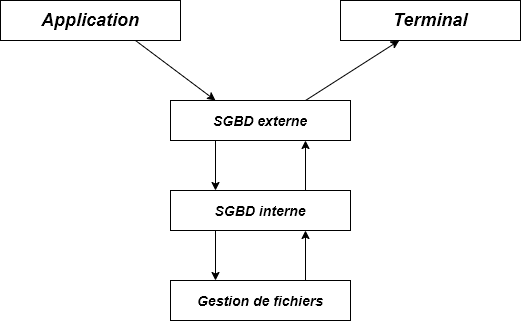 Application
Terminal
SGBD externe
SGBD interne
Gestion de fichiers